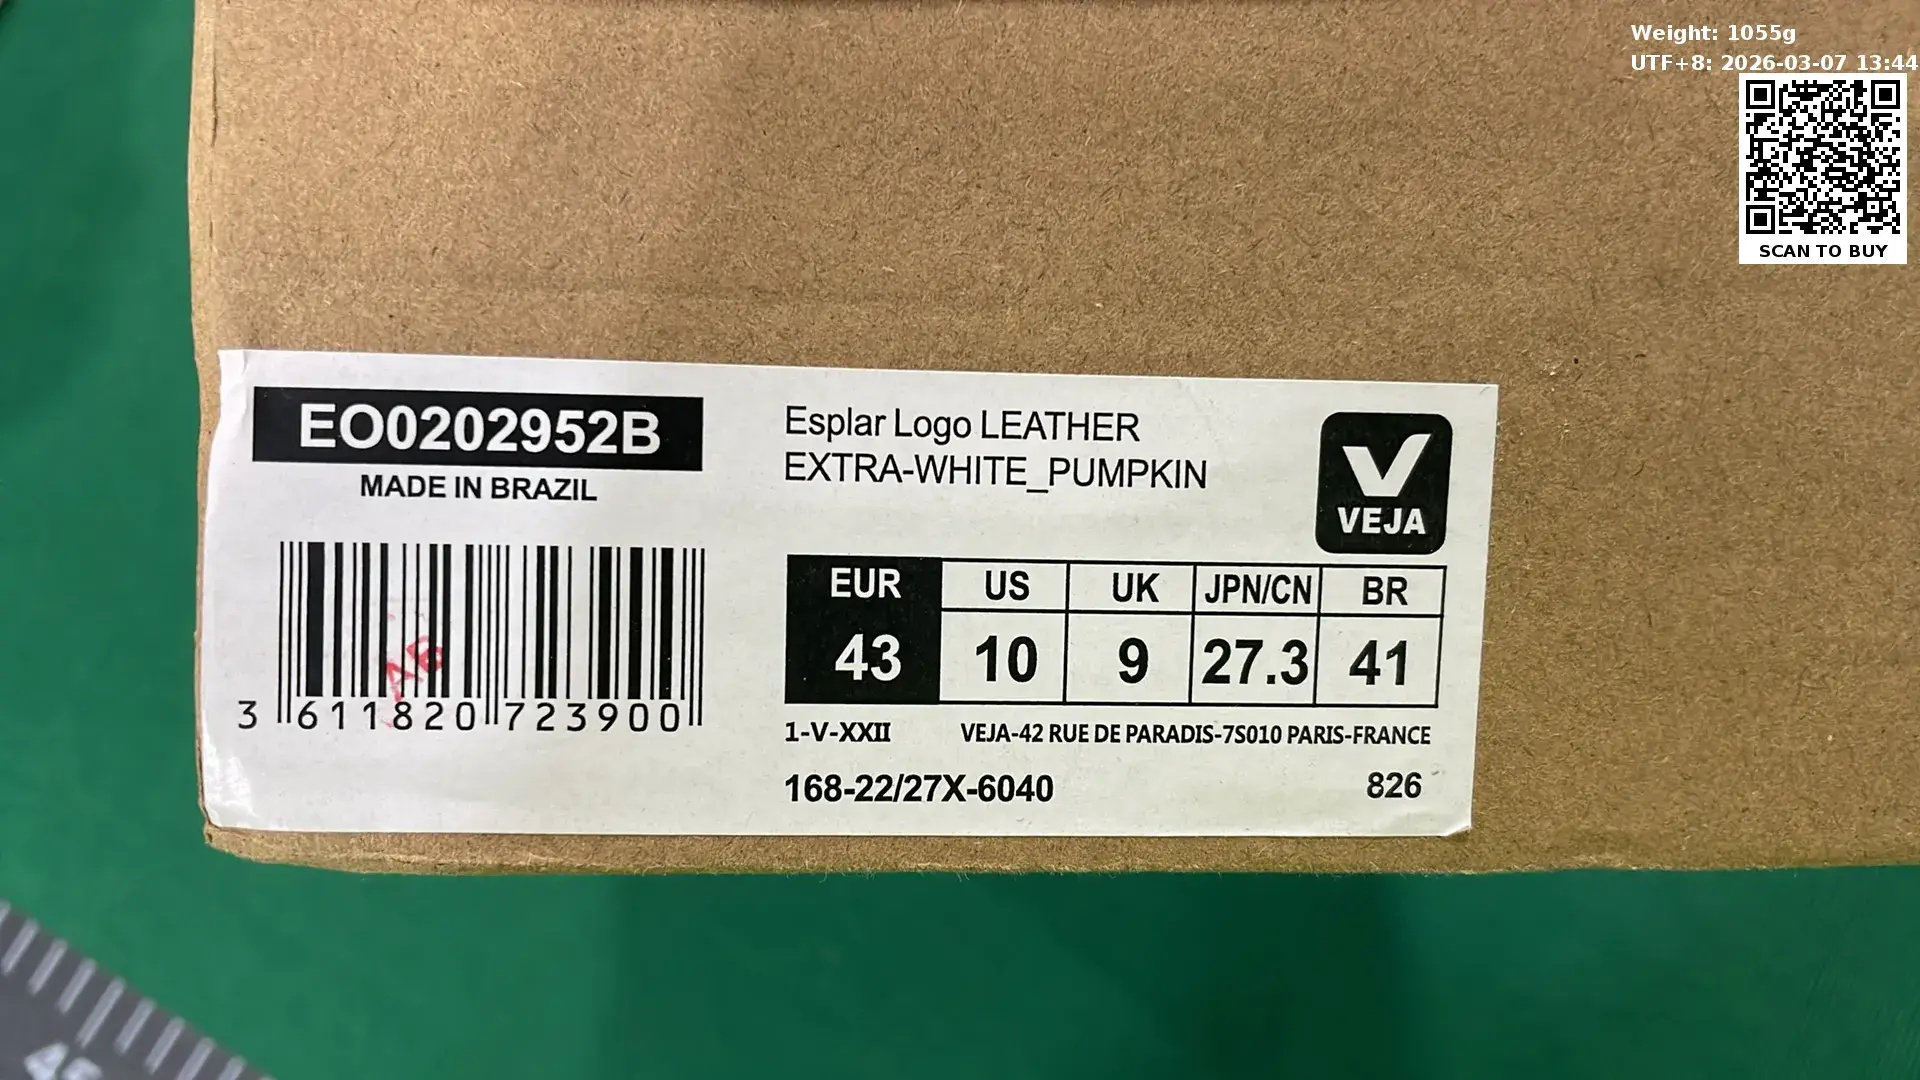 Weight: 1055g
UTF+8: 2026-03-07 13:44
SCAN TO BUY
EO0202952B
MADE IN BRAZIL
Esplar Logo LEATHER
EXTRA-WHITE_PUMPKIN
VEJA
EUR US UK JPN/CN BR
43 10 9 27.3 41
AB
3 611820 723900
1-V-XXII VEJA-42 RUE DE PARADIS-7S010 PARIS-FRANCE
168-22/27X-6040 826
45